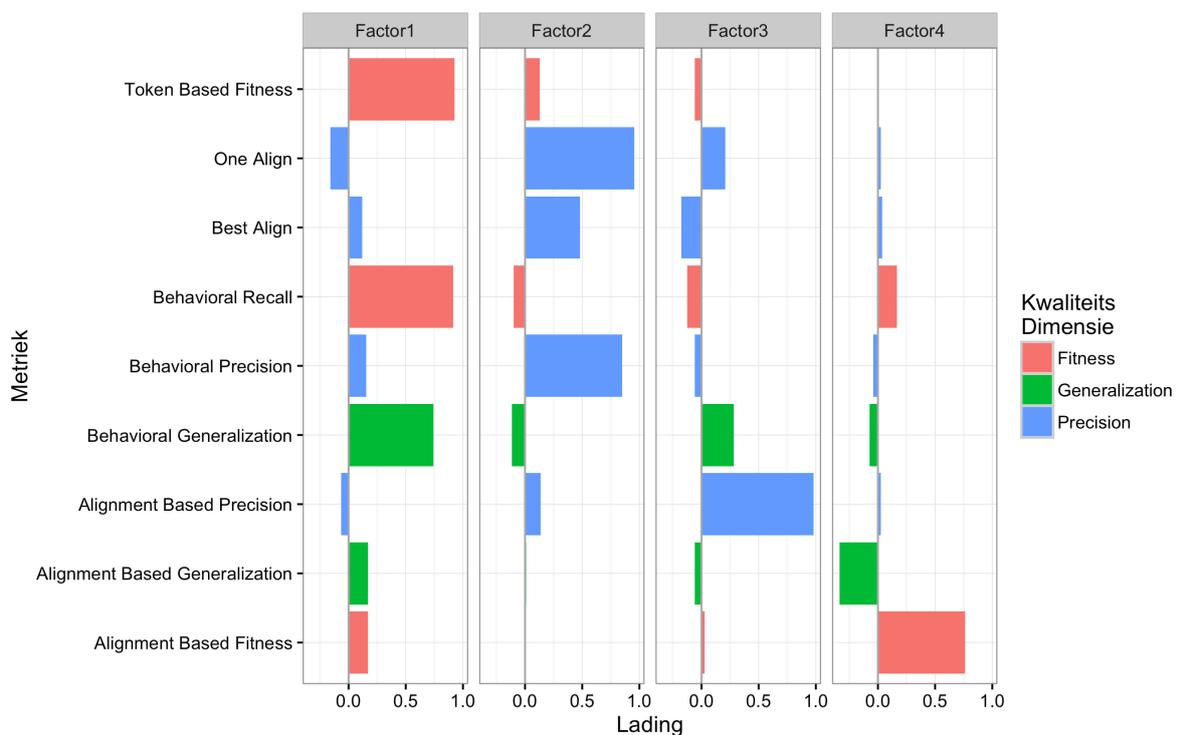 Factor1 Factor2 Factor3 Factor4
Token Based Fitness
One Align
Best Align
Behavioral Recall
Behavioral Precision
Behavioral Generalization
Alignment Based Precision
Alignment Based Generalization
Alignment Based Fitness
Metriek
0.0 0.5 1.0 0.0 0.5 1.0 0.0 0.5 1.0 0.0 0.5 1.0
Lading
Kwaliteits
Dimensie
Fitness
Generalization
Precision